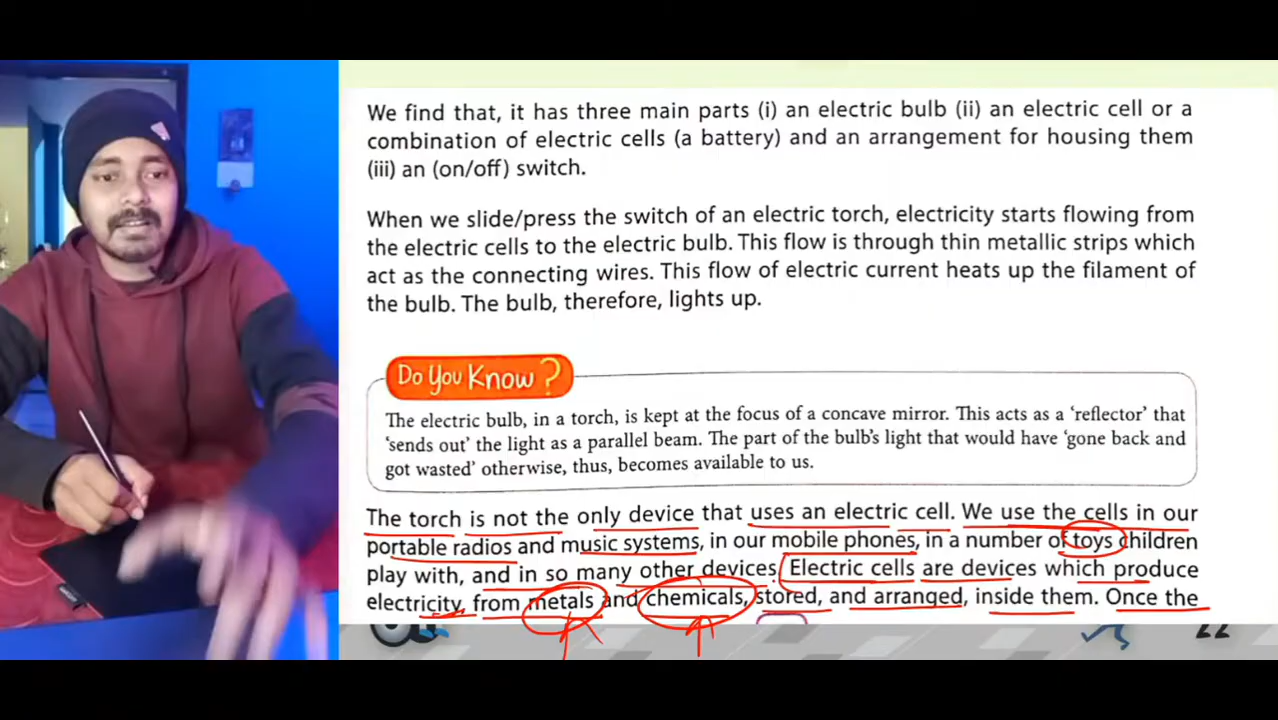 We find that, it has three main parts (i) an electric bulb (ii) an electric cell or a
combination of electric cells (a battery) and an arrangement for housing them
(iii) an (on/off) switch.
When we slide/press the switch of an electric torch, electricity starts flowing from
the electric cells to the electric bulb. This flow is through thin metallic strips which
act as the connecting wires. This flow of electric current heats up the filament of
the bulb. The bulb, therefore, lights up.
Do You Know?
The electric bulb, in a torch, is kept at the focus of a concave mirror. This acts as a 'reflector' that
'sends out' the light as a parallel beam. The part of the bulb's light that would have 'gone back and
got wasted' otherwise, thus, becomes available to us.
The torch is not the only device that uses an electric cell. We use the cells in our
portable radios and music systems, in our mobile phones, in a number of toys children
play with, and in so many other devices. Electric cells are devices which produce
electricity, from metals and chemicals, stored, and arranged, inside them. Once the